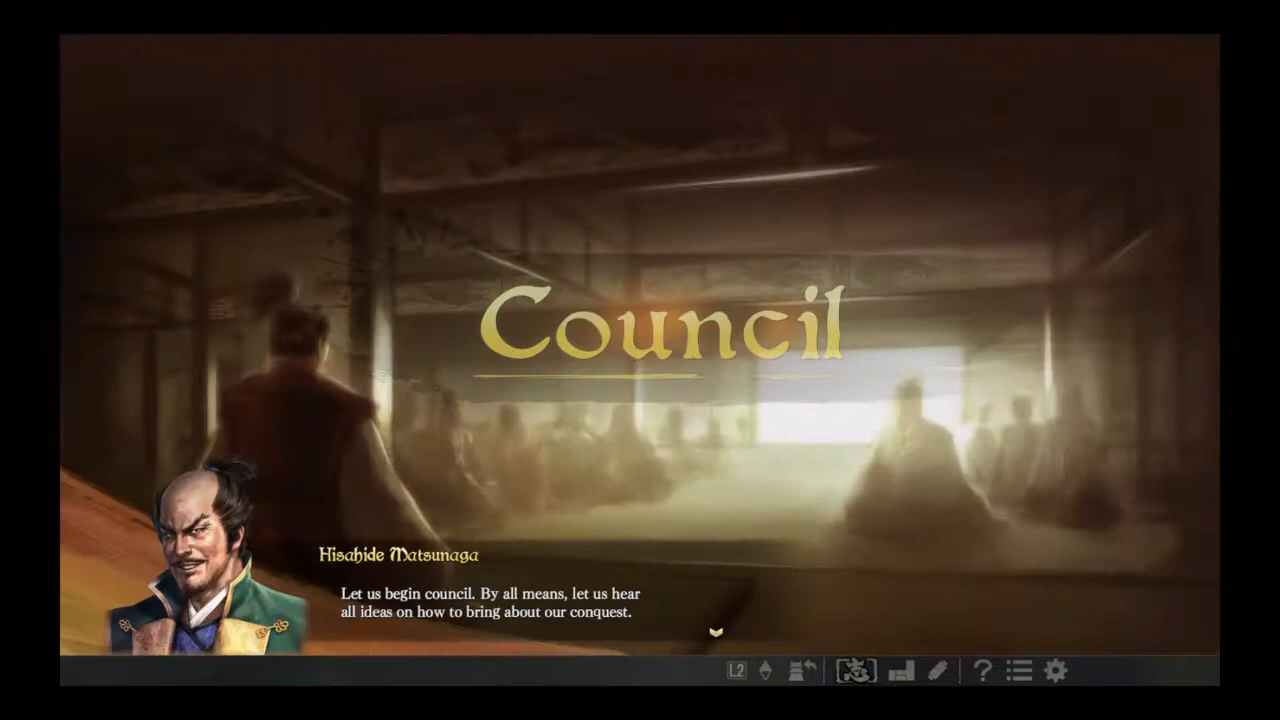 Council
Hisahide Matsunaga
Let us begin council. By all means, let us hear
all ideas on how to bring about our conquest.
L2
志
?